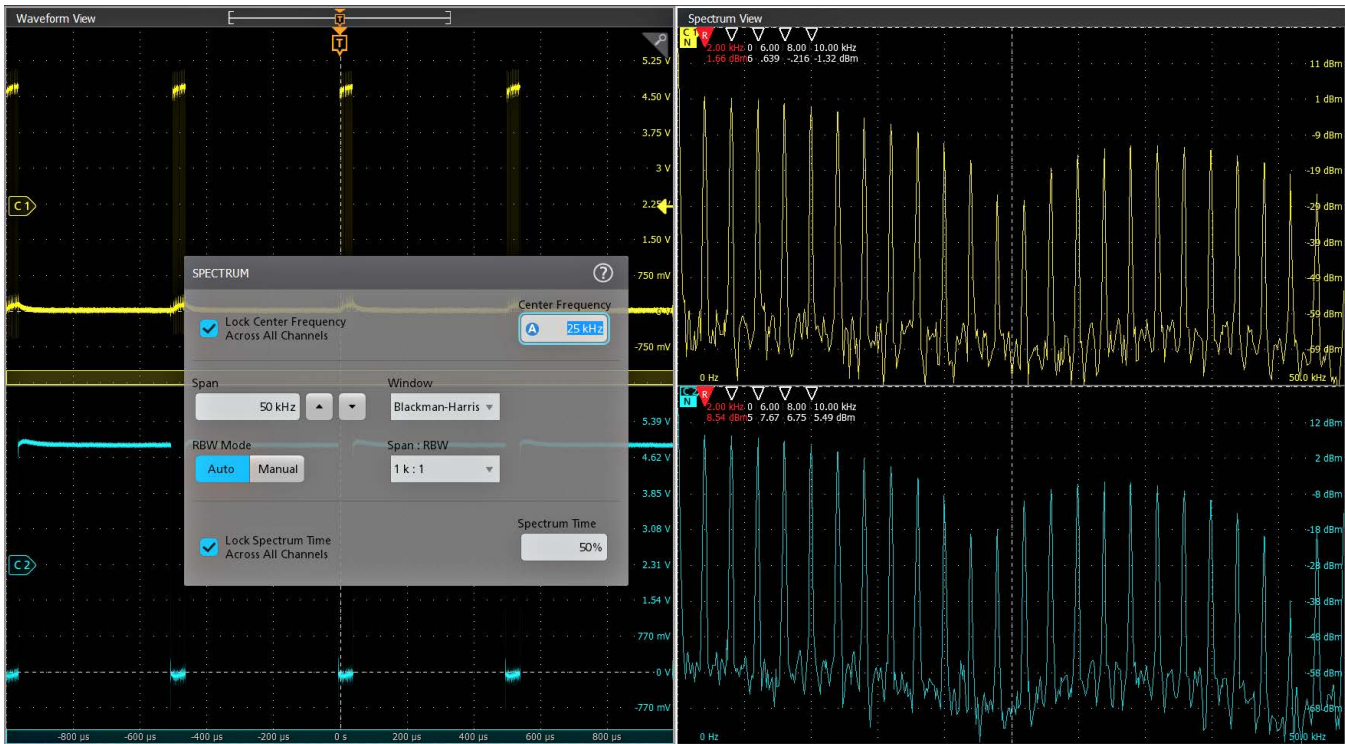 Waveform View
T
T
5.25 V
4.50 V
3.75 V
3 V
2.25
1.50 V
750 mV
-750 mV
C 1
SPECTRUM
?
Lock Center Frequency
Across All Channels
Center Frequency
A 25 kHz
Span
50 kHz
Window
Blackman-Harris
RBW Mode
Auto Manual
Span : RBW
1 k : 1
Lock Spectrum Time
Across All Channels
Spectrum Time
50%
5.39 V
4.62 V
3.85 V
3.08 V
2.31 V
1.54 V
770 mV
0 V
-770 mV
C 2
-800 µs -600 µs -400 µs -200 µs 0 s 200 µs 400 µs 600 µs 800 µs
Spectrum View
C 1
N
R
2.00 kHz 0 6.00 8.00 10.00 kHz
1.66 dBm 6 .639 -.216 -1.32 dBm
11 dBm
1 dBm
-9 dBm
-19 dBm
-29 dBm
-39 dBm
-49 dBm
-59 dBm
-69 dBm
0 Hz 50.0 kHz
C 2
N
R
2.00 kHz 0 6.00 8.00 10.00 kHz
8.54 dBm 5 7.67 6.75 5.49 dBm
12 dBm
2 dBm
-8 dBm
-18 dBm
-28 dBm
-38 dBm
-48 dBm
-58 dBm
-68 dBm
0 Hz 50.0 kHz